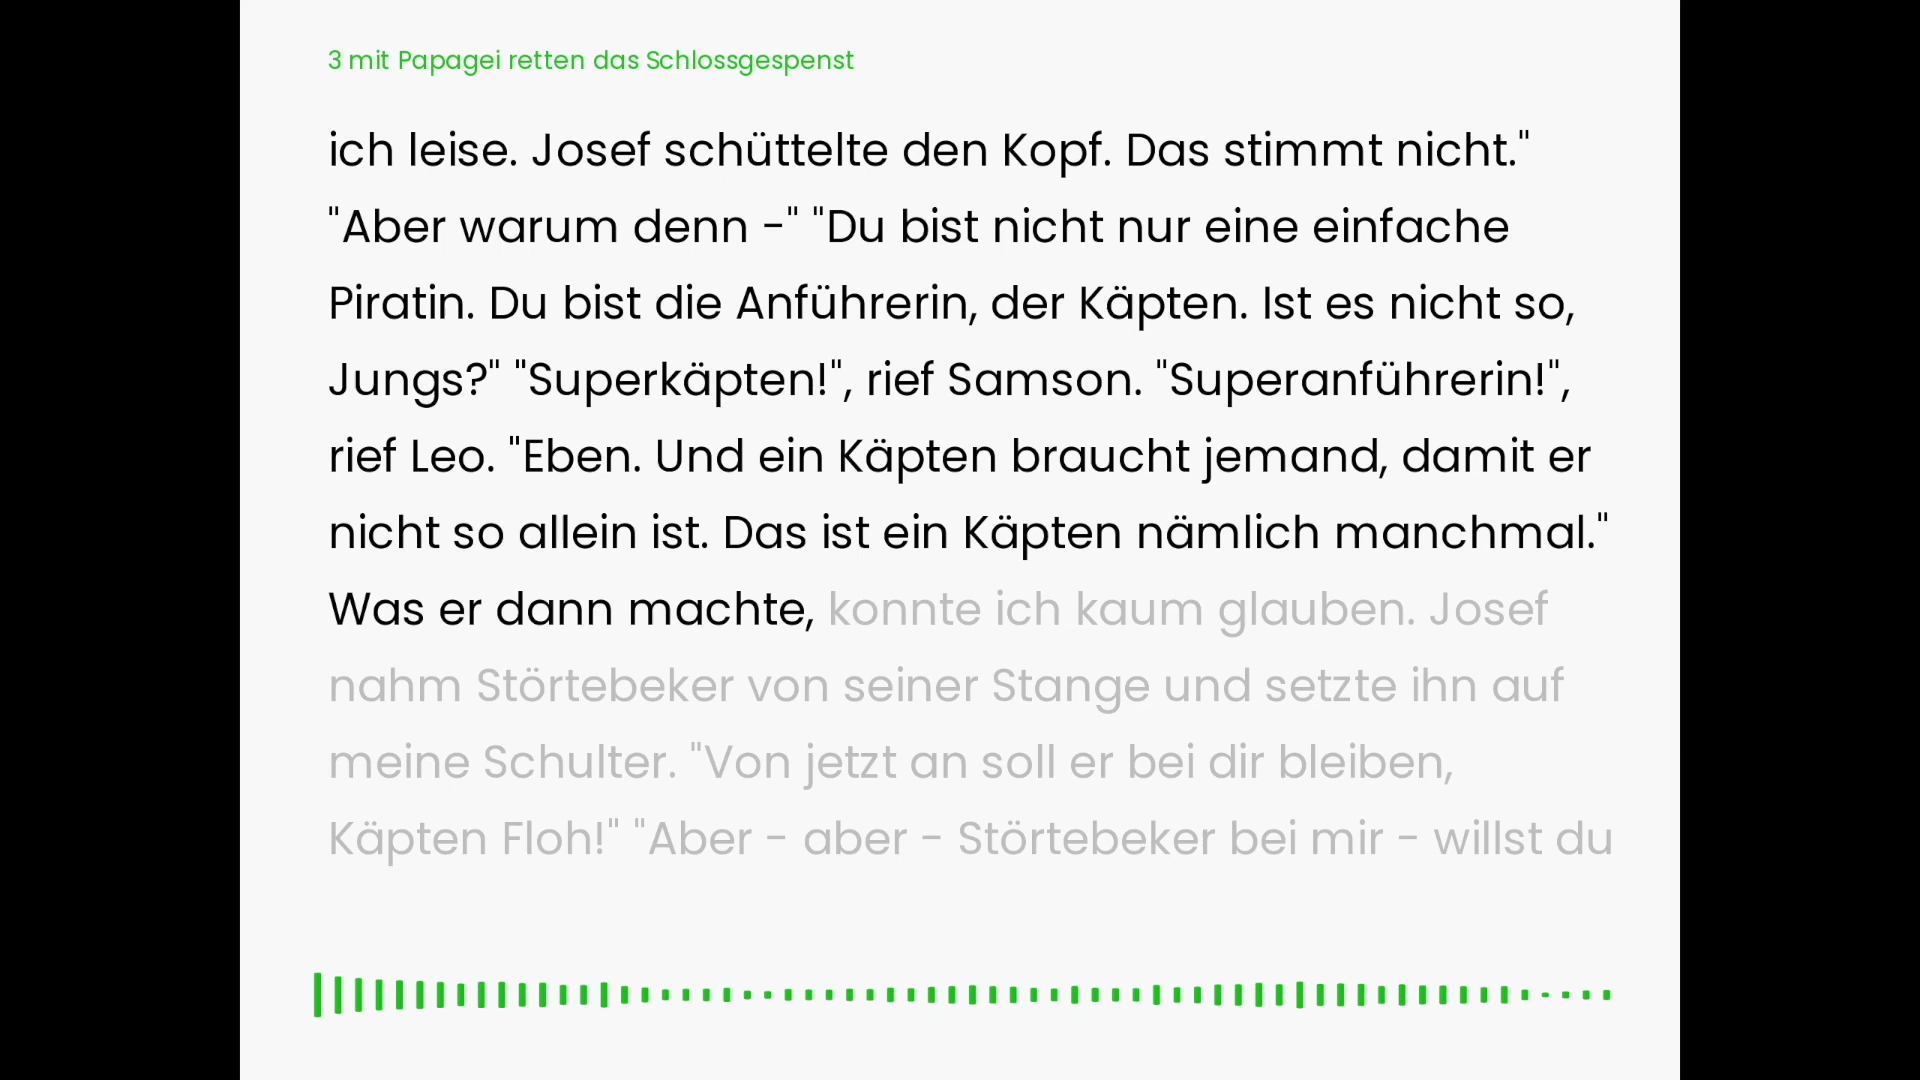 3 mit Papagei retten das Schlossgespenst
ich leise. Josef schüttelte den Kopf. Das stimmt nicht."
"Aber warum denn -" "Du bist nicht nur eine einfache
Piratin. Du bist die Anführerin, der Käpten. Ist es nicht so,
Jungs?" "Superkäpten!", rief Samson. "Superanführerin!",
rief Leo. "Eben. Und ein Käpten braucht jemand, damit er
nicht so allein ist. Das ist ein Käpten nämlich manchmal."
Was er dann machte, konnte ich kaum glauben. Josef
nahm Störtebeker von seiner Stange und setzte ihn auf
meine Schulter. "Von jetzt an soll er bei dir bleiben,
Käpten Floh!" "Aber - aber - Störtebeker bei mir - willst du